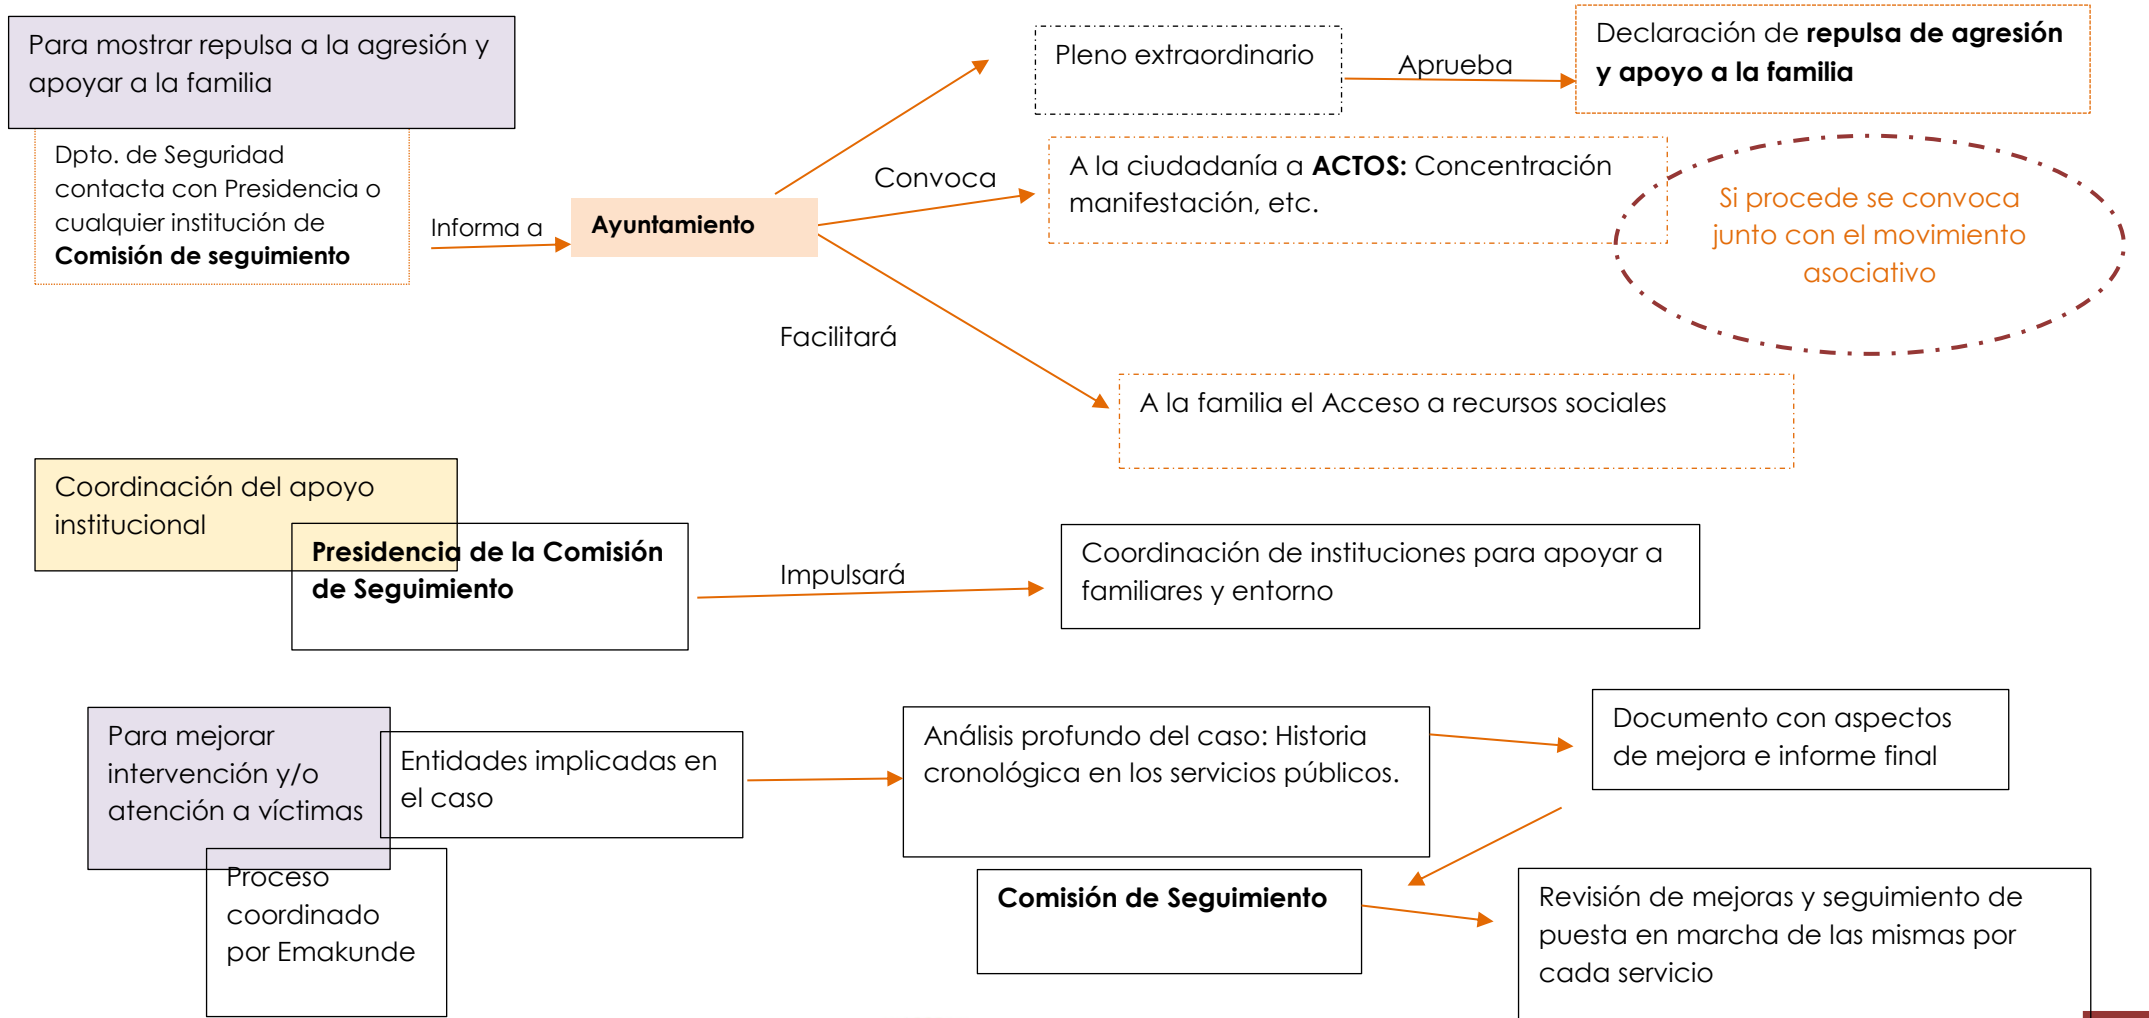 Para mostrar repulsa a la agresión y
apoyar a la familia
Dpto. de Seguridad
contacta con Presidencia o
cualquier institución de
Comisión de seguimiento
Informa a
Ayuntamiento
Pleno extraordinario
Aprueba
Declaración de repulsa de agresión
y apoyo a la familia
Convoca
A la ciudadanía a ACTOS: Concentración
manifestación, etc.
Si procede se convoca
junto con el movimiento
asociativo
Facilitará
A la familia el Acceso a recursos sociales
Coordinación del apoyo
institucional
Presidencia de la Comisión
de Seguimiento
Impulsará
Coordinación de instituciones para apoyar a
familiares y entorno
Para mejorar
intervención y/o
atención a víctimas
Entidades implicadas en
el caso
Proceso
coordinado
por Emakunde
Análisis profundo del caso: Historia
cronológica en los servicios públicos.
Documento con aspectos
de mejora e informe final
Comisión de Seguimiento
Revisión de mejoras y seguimiento de
puesta en marcha de las mismas por
cada servicio